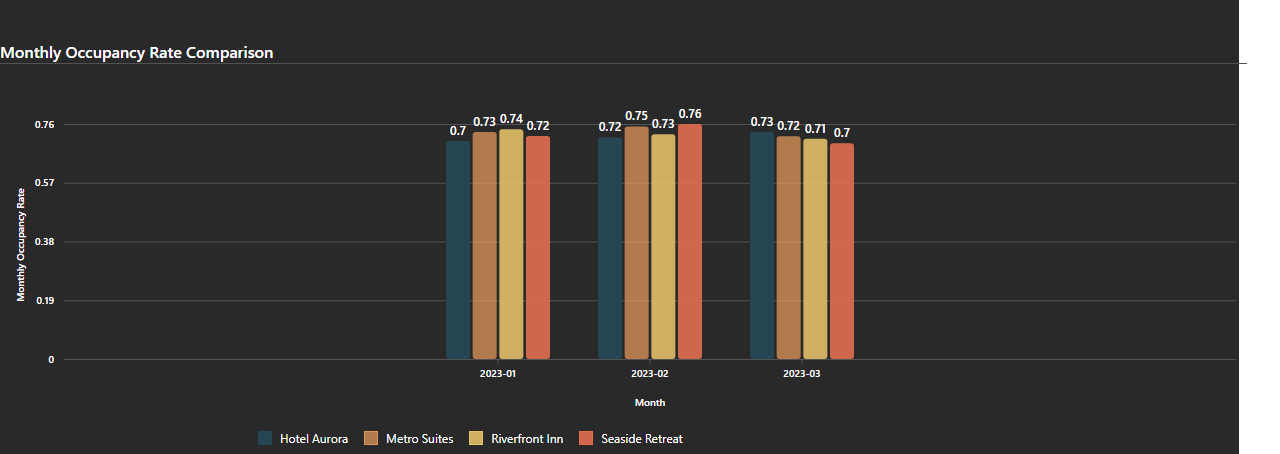 Monthly Occupancy Rate Comparison
0.7 0.73 0.74 0.72 0.72 0.75 0.73 0.76 0.73 0.72 0.71 0.7
0.76
0.57
0.38
0.19
0
Monthly Occupancy Rate
2023-01 2023-02 2023-03
Month
Hotel Aurora Metro Suites Riverfront Inn Seaside Retreat